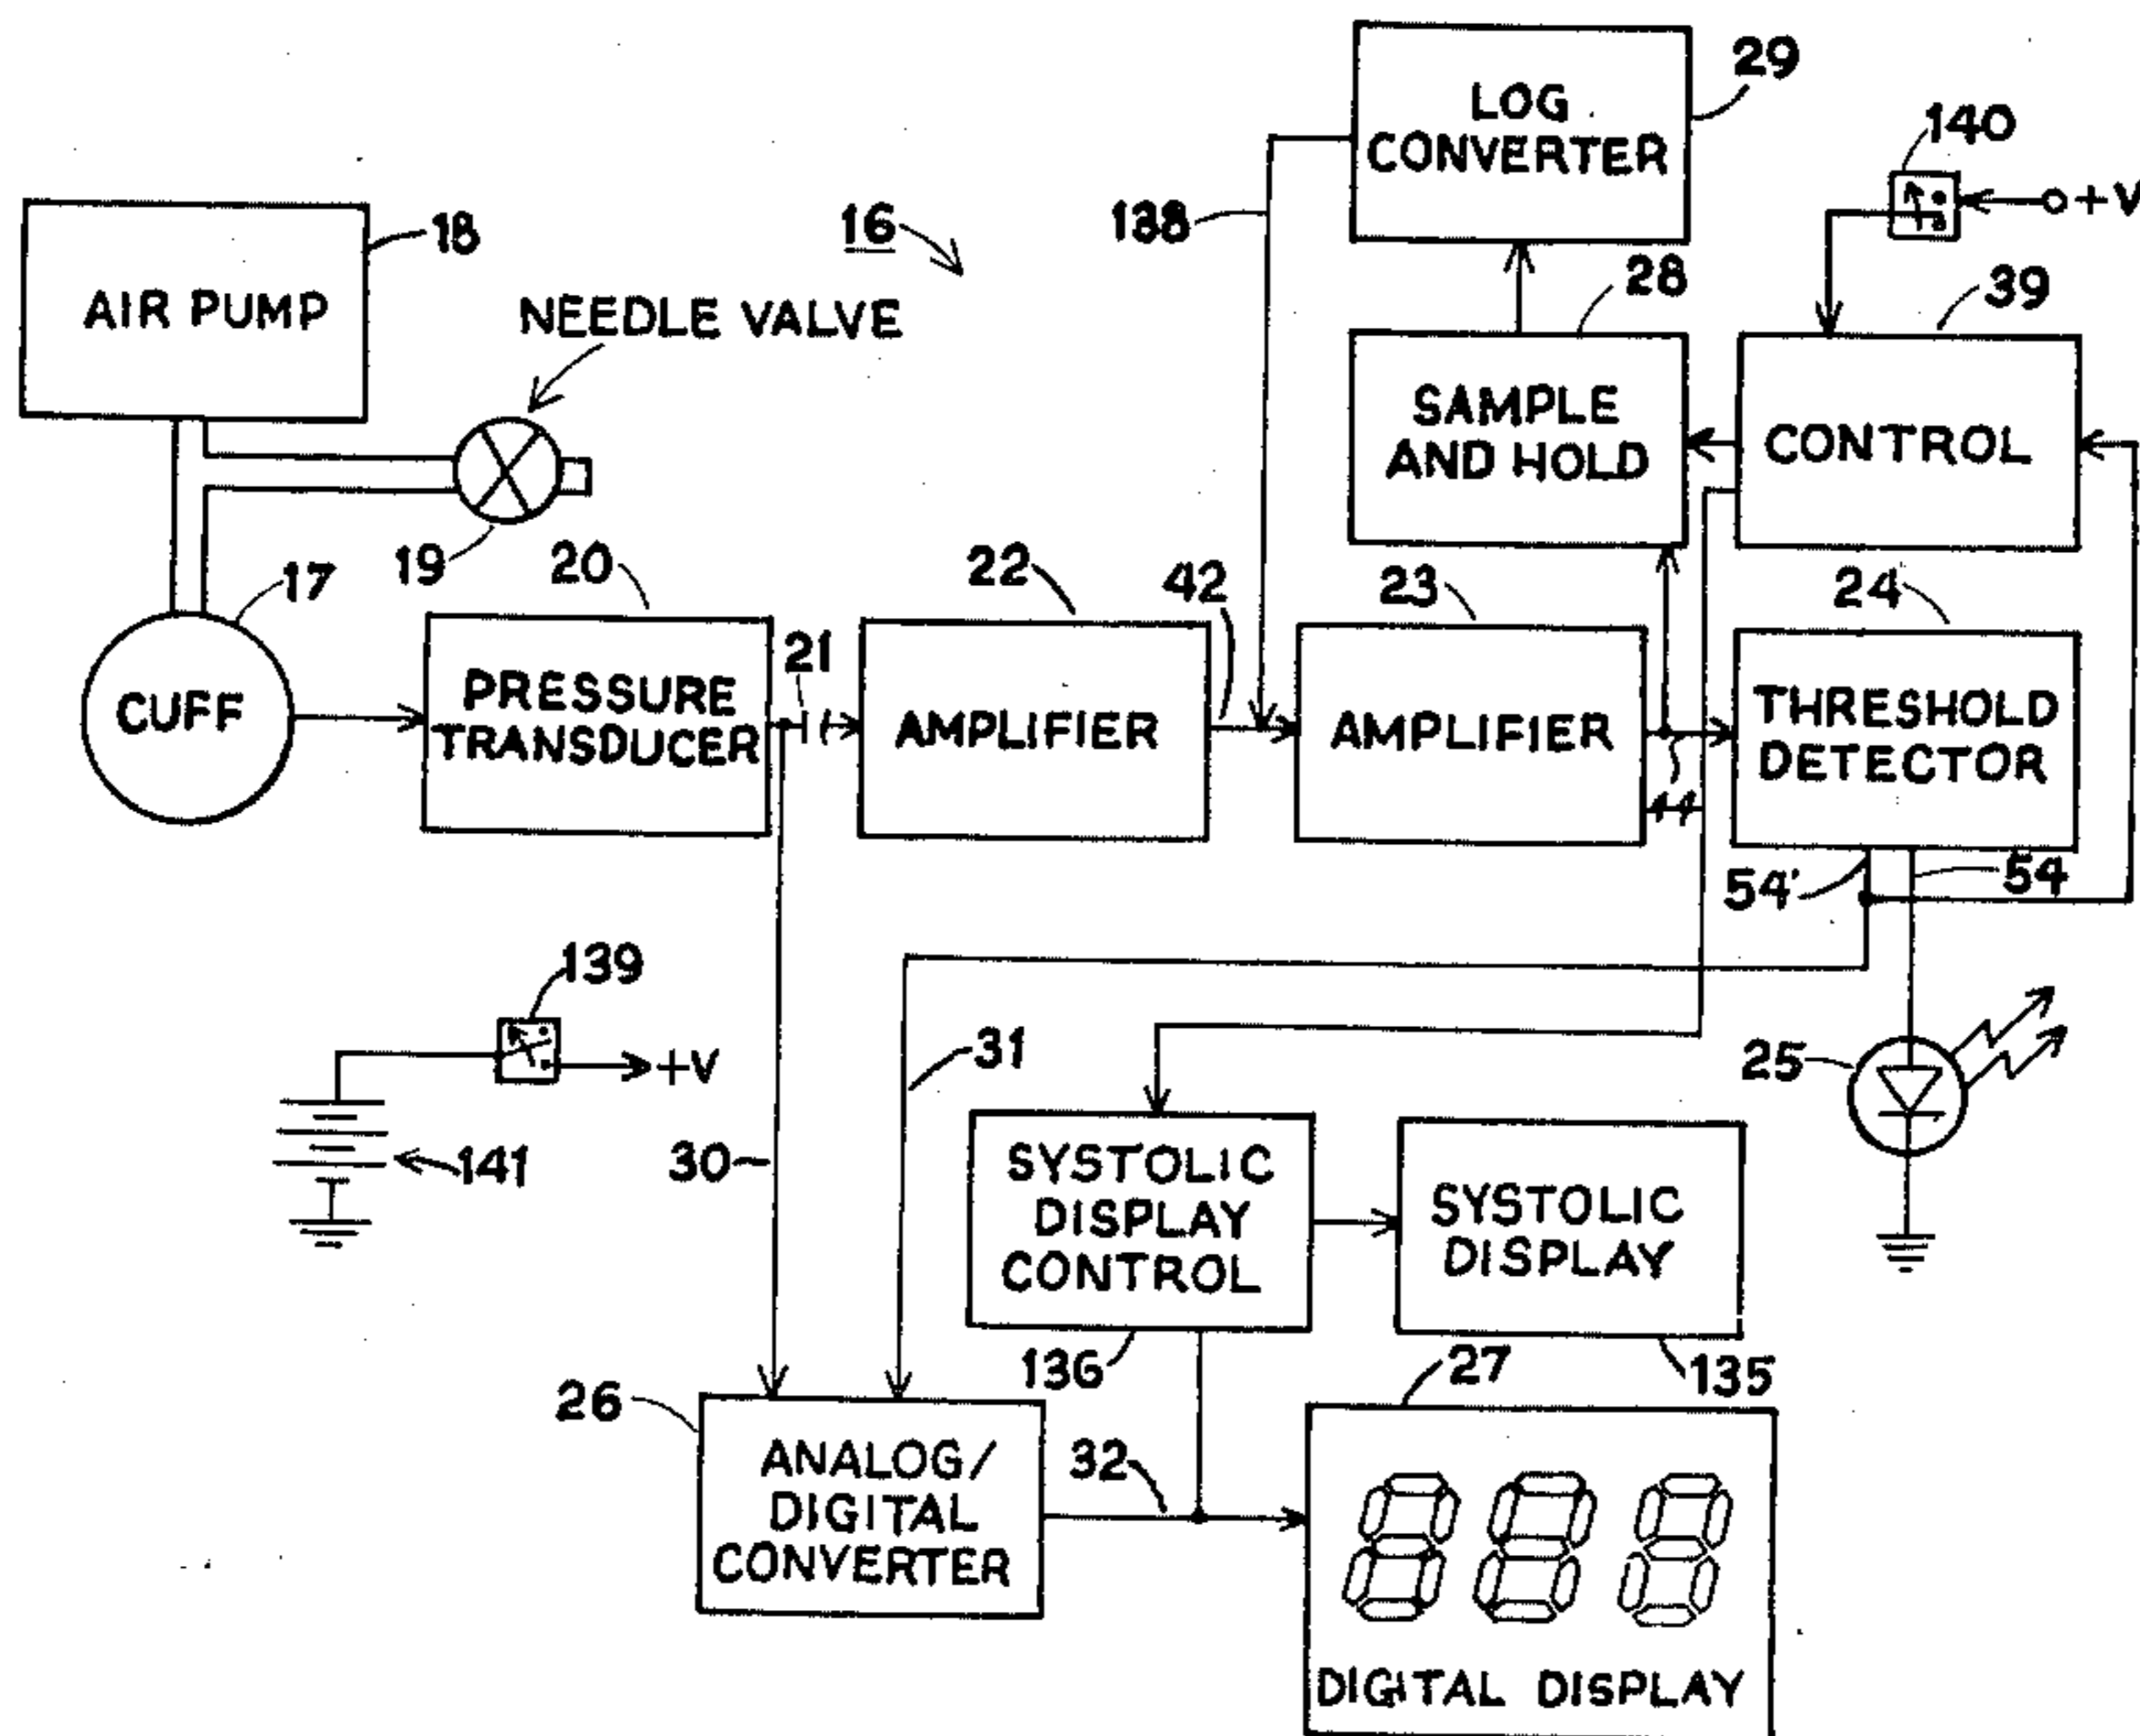 29
LOG
CONVERTER
140
+V
138
16
18
AIR PUMP
NEEDLE VALVE
28
39
SAMPLE
AND HOLD
CONTROL
19
20
17
22
42
23
24
21
CUFF
PRESSURE
TRANSDUCER
AMPLIFIER
AMPLIFIER
THRESHOLD
DETECTOR
44
54'
54
139
+V
31
25
141
30
SYSTOLIC
DISPLAY
CONTROL
SYSTOLIC
DISPLAY
136
27
135
26
ANALOG/
DIGITAL
CONVERTER
32
888
DIGITAL DISPLAY